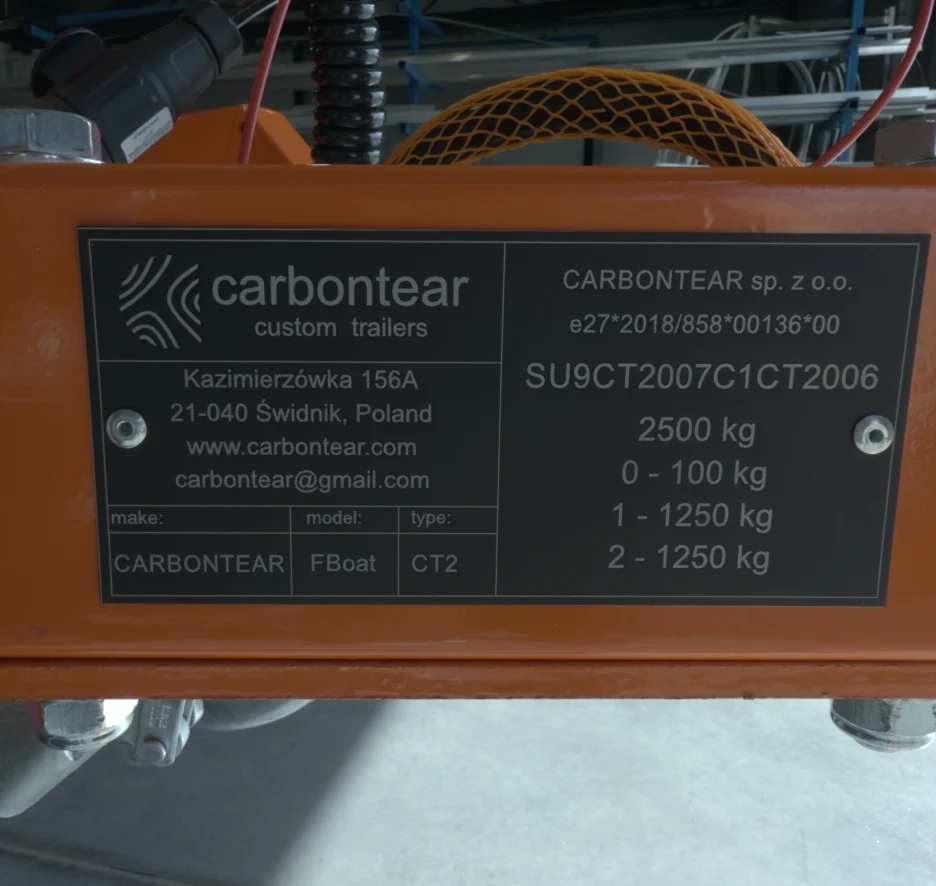 carbontear
custom trailers
Kazimierzówka 156A
21-040 Świdnik, Poland
www.carbontear.com
carbontear@gmail.com
make: model: type:
CARBONTEAR FBoat CT2
CARBONTEAR sp. z o.o.
e27*2018/858*00136*00
SU9CT2007C1CT2006
2500 kg
0 - 100 kg
1 - 1250 kg
2 - 1250 kg